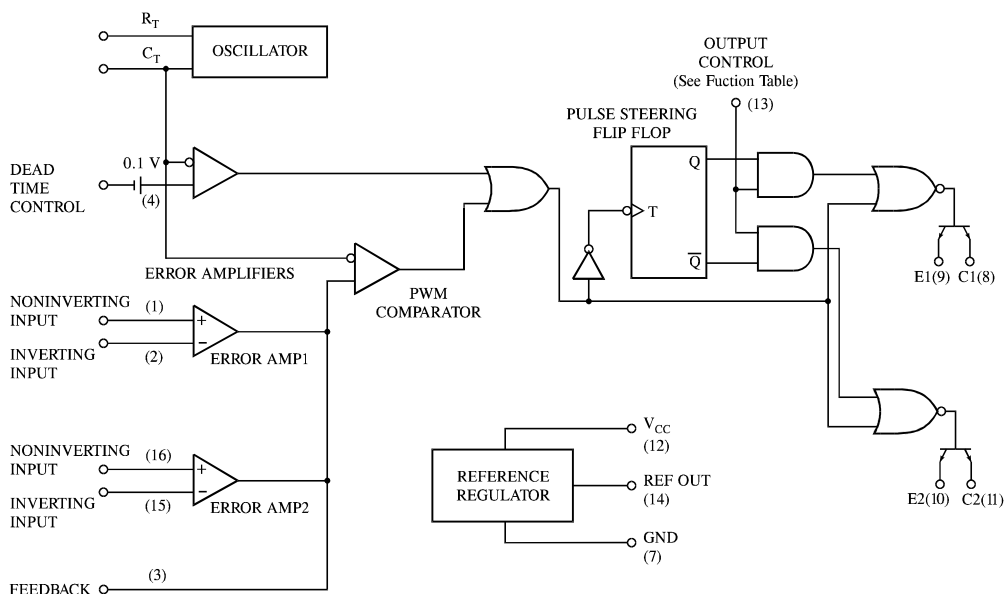 R_T
OSCILLATOR
C_T
OUTPUT
CONTROL
(See Fuction Table)
(13)
PULSE STEERING
FLIP FLOP
DEAD
TIME
CONTROL
0.1 V
(4)
Q
T
Q̅
E1(9) C1(8)
ERROR AMPLIFIERS
PWM
COMPARATOR
NONINVERTING
INPUT
(1)
+
INVERTING
INPUT
(2)
−
ERROR AMP1
NONINVERTING
INPUT
(16)
+
INVERTING
INPUT
(15)
−
ERROR AMP2
REFERENCE
REGULATOR
V_CC
(12)
REF OUT
(14)
GND
(7)
E2(10) C2(11)
FEEDBACK
(3)